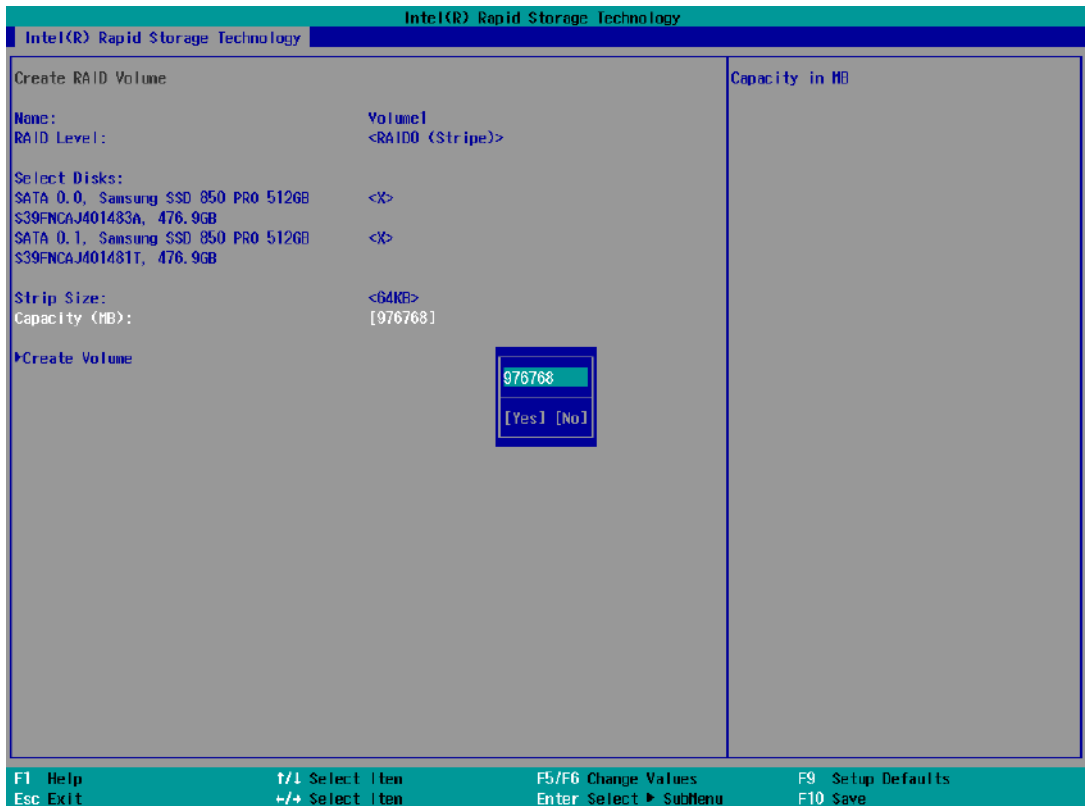 Intel(R) Rapid Storage Technology
Intel(R) Rapid Storage Technology
Create RAID Volume
Capacity in MB
Name: Volume1
RAID Level: <RAID0 (Stripe)>
Select Disks:
SATA 0.0, Samsung SSD 850 PRO 512GB <X>
S39FNCAJ401483A, 476.9GB
SATA 0.1, Samsung SSD 850 PRO 512GB <X>
S39FNCAJ401481T, 476.9GB
Strip Size: <64KB>
Capacity (MB): [976768]
▶Create Volume
976768
[Yes] [No]
F1 Help ↑/↓ Select Item F5/F6 Change Values F9 Setup Defaults
Esc Exit ←/→ Select Item Enter Select ▶ SubMenu F10 Save